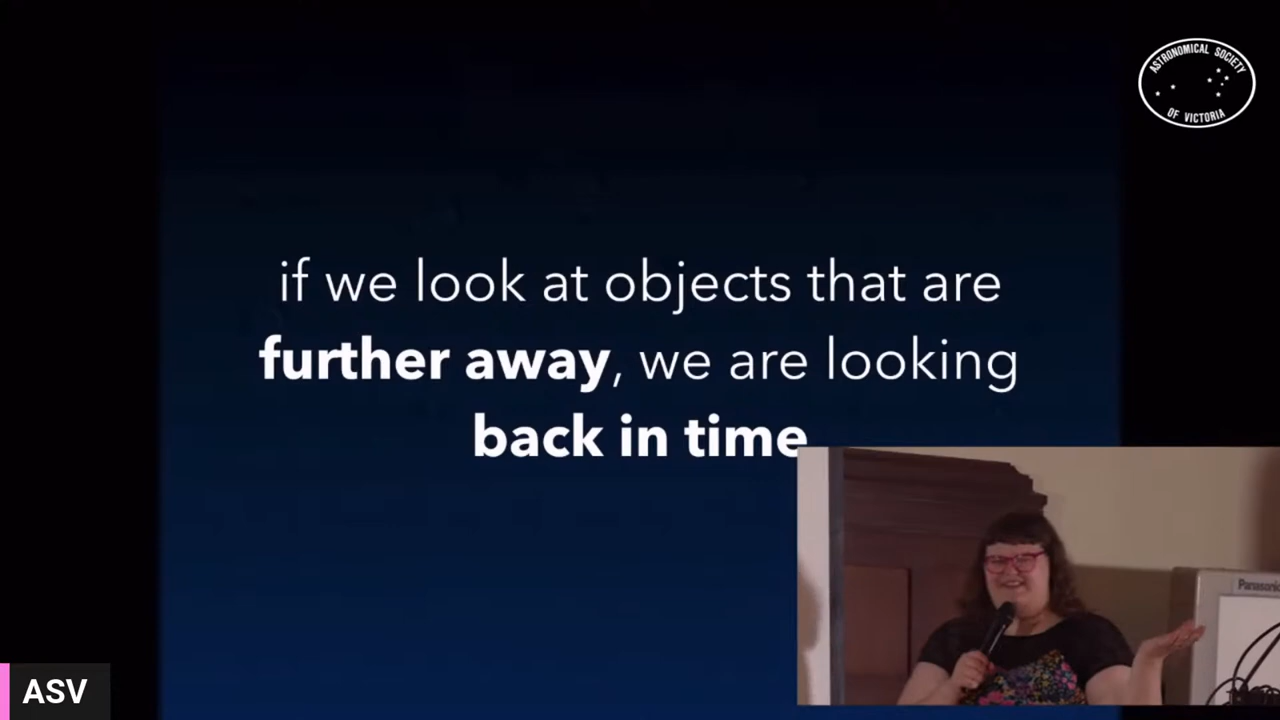 ASTRONOMICAL SOCIETY
OF VICTORIA
if we look at objects that are
further away, we are looking
back in time
Panasonic
ASV